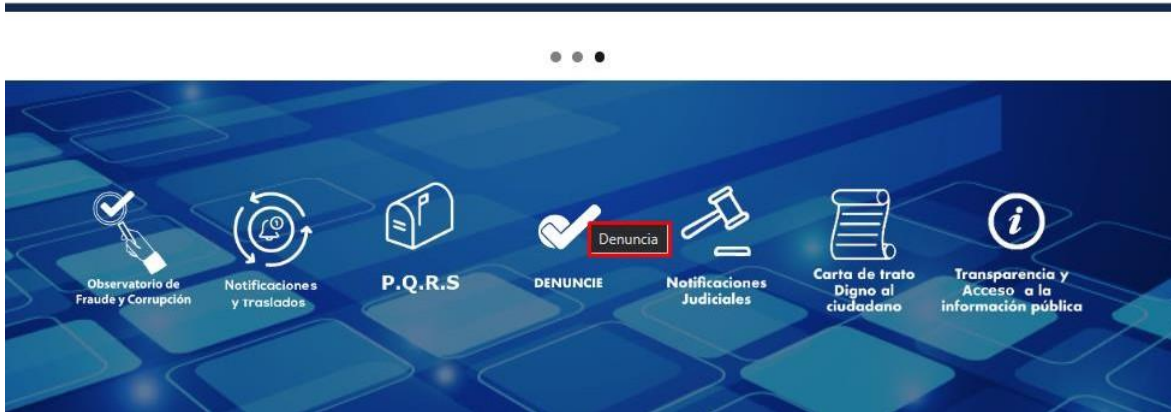 Observatorio de
Fraude y Corrupción
Notificaciones
y Traslados
P.Q.R.S
DENUNCIE
Denuncia
Notificaciones
Judiciales
Carta de trato
Digno al
ciudadano
Transparencia y
Acceso a la
información pública